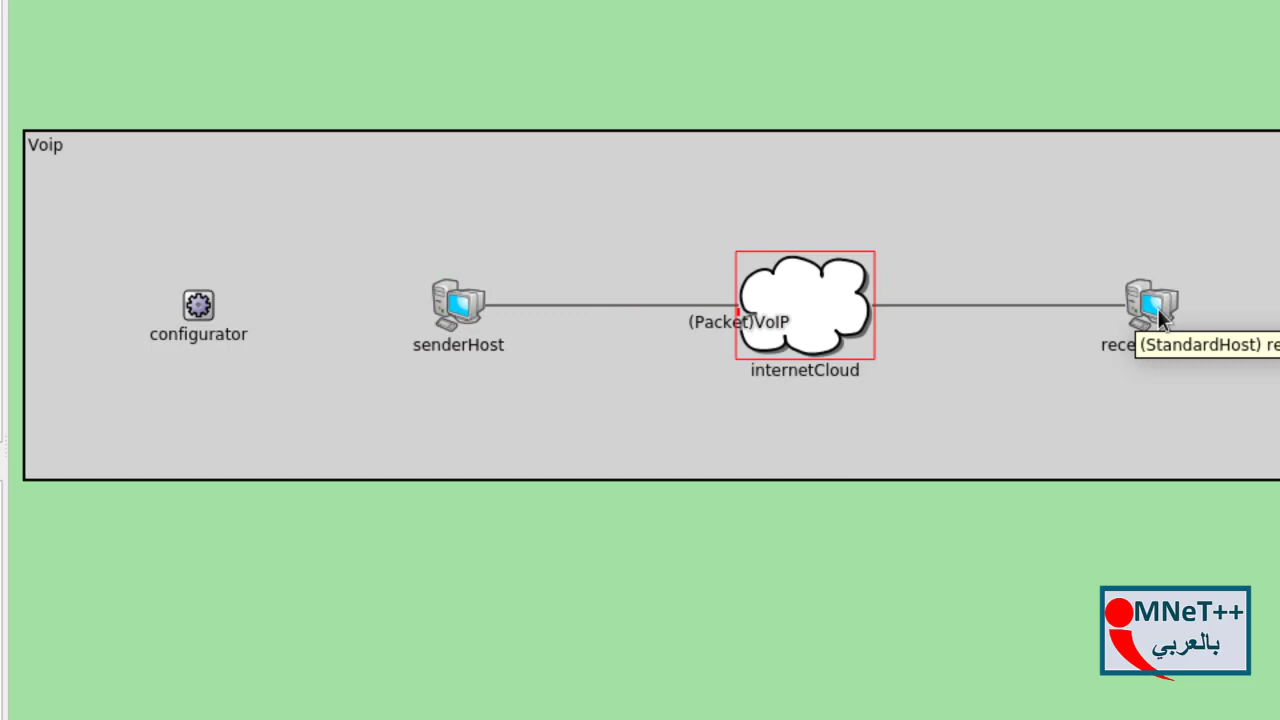 Voip
configurator
senderHost
(Packet)VoIP
internetCloud
rece
(StandardHost) re
MNeT++
بالعربي